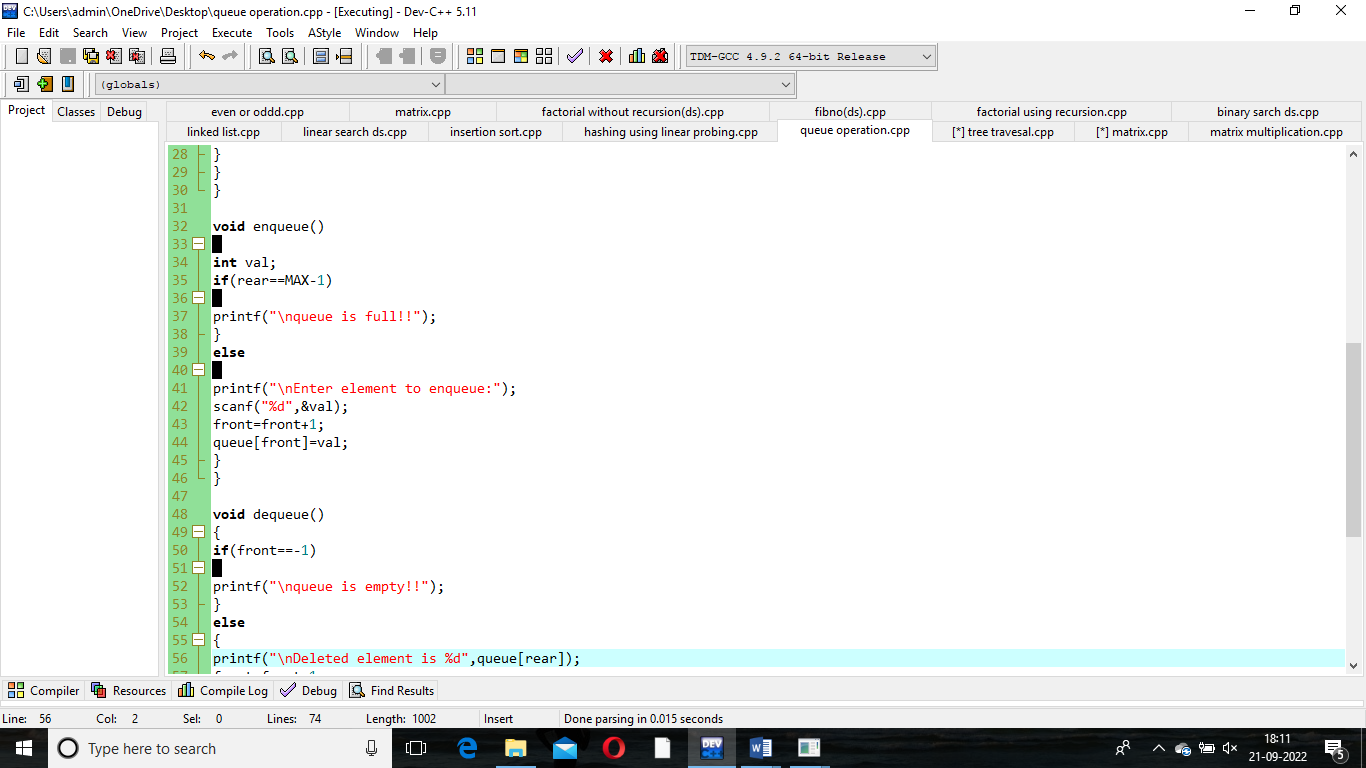 C:\Users\admin\OneDrive\Desktop\queue operation.cpp - [Executing] - Dev-C++ 5.11
File Edit Search View Project Execute Tools AStyle Window Help
TDM-GCC 4.9.2 64-bit Release
(globals)
Project Classes Debug
even or oddd.cpp matrix.cpp factorial without recursion(ds).cpp fibno(ds).cpp factorial using recursion.cpp binary sarch ds.cpp
linked list.cpp linear search ds.cpp insertion sort.cpp hashing using linear probing.cpp queue operation.cpp [*] tree travesal.cpp [*] matrix.cpp matrix multiplication.cpp
28 }
29 }
30 }
31
32 void enqueue()
33
34 int val;
35 if(rear==MAX-1)
36
37 printf("\nqueue is full!!");
38 }
39 else
40
41 printf("\nEnter element to enqueue:");
42 scanf("%d",&val);
43 front=front+1;
44 queue[front]=val;
45 }
46 }
47
48 void dequeue()
49 {
50 if(front==-1)
51
52 printf("\nqueue is empty!!");
53 }
54 else
55 {
56 printf("\nDeleted element is %d",queue[rear]);
Compiler Resources Compile Log Debug Find Results
Line: 56 Col: 2 Sel: 0 Lines: 74 Length: 1002 Insert Done parsing in 0.015 seconds
Type here to search
DEV
18:11
21-09-2022
5